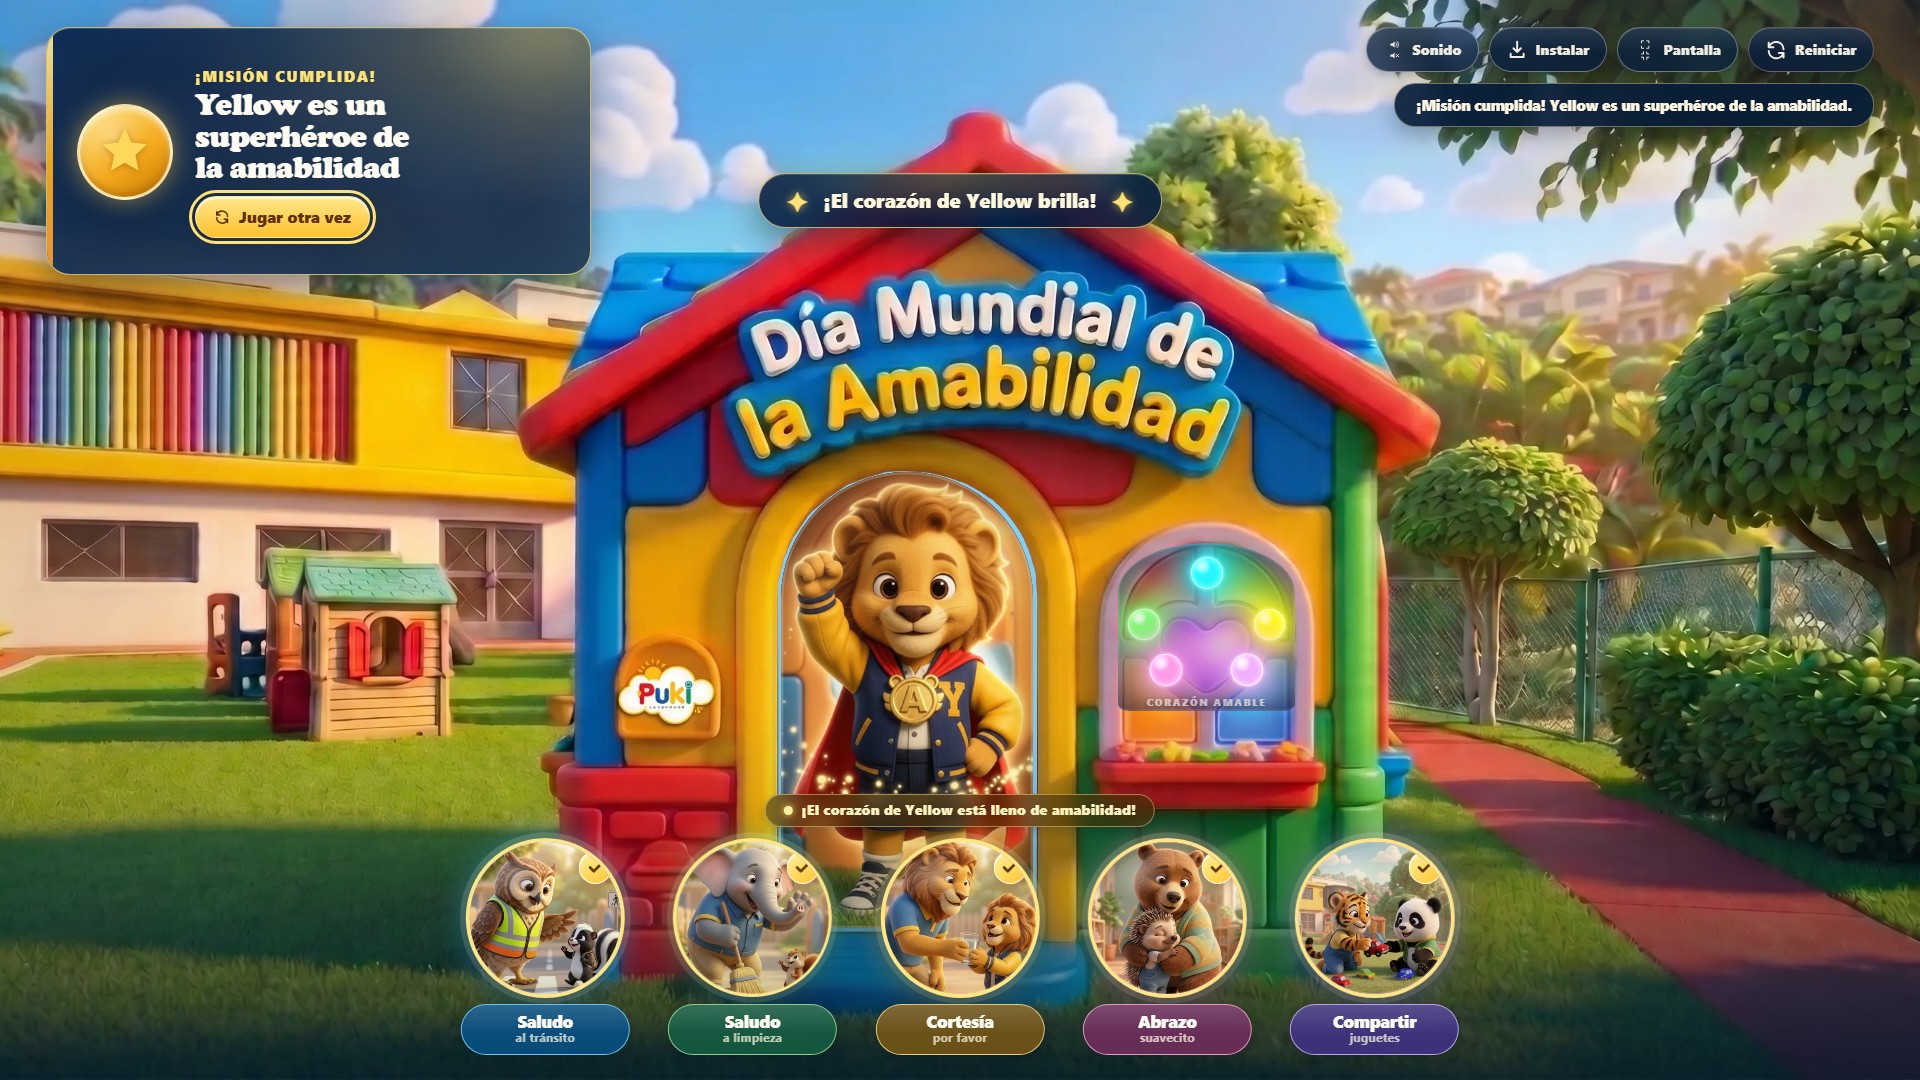 ¡MISIÓN CUMPLIDA!
Yellow es un
superhéroe de
la amabilidad
Jugar otra vez
Sonido
Instalar
Pantalla
Reiniciar
¡Misión cumplida! Yellow es un superhéroe de la amabilidad.
¡El corazón de Yellow brilla!
Día Mundial de
la Amabilidad
Puki
A
Y
CORAZÓN AMABLE
¡El corazón de Yellow está lleno de amabilidad!
Saludo
al tránsito
Saludo
a limpieza
Cortesía
por favor
Abrazo
suavecito
Compartir
juguetes